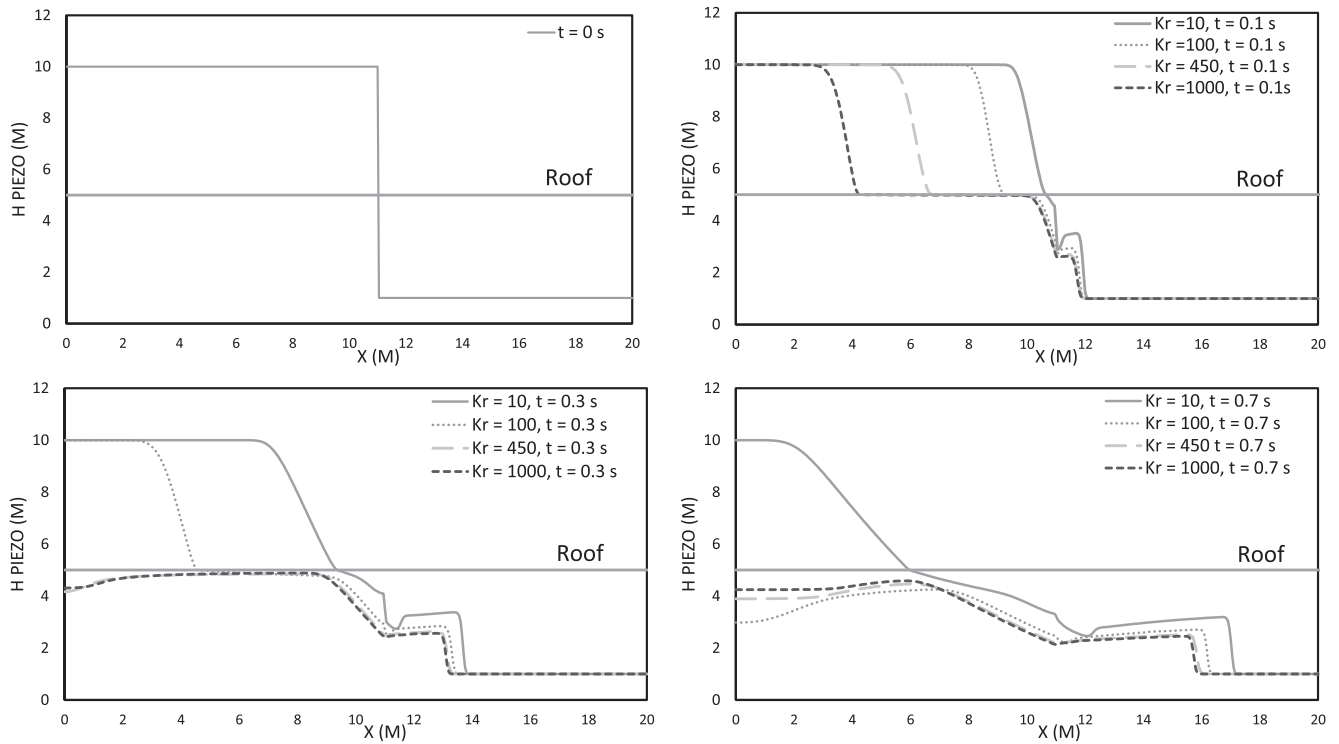 12
10
8
6
4
2
0
H PIEZO (M)
t = 0 s
Roof
0 2 4 6 8 10 12 14 16 18 20
X (M)
12
10
8
6
4
2
0
H PIEZO (M)
Kr =10, t = 0.1 s
Kr =100, t = 0.1 s
Kr = 450, t = 0.1 s
Kr =1000, t = 0.1s
Roof
0 2 4 6 8 10 12 14 16 18 20
X (M)
12
10
8
6
4
2
0
H PIEZO (M)
Kr = 10, t = 0.3 s
Kr = 100, t = 0.3 s
Kr = 450, t = 0.3 s
Kr = 1000, t = 0.3 s
Roof
0 2 4 6 8 10 12 14 16 18 20
X (M)
12
10
8
6
4
2
0
H PIEZO (M)
Kr = 10, t = 0.7 s
Kr = 100, t = 0.7 s
Kr = 450 t = 0.7 s
Kr = 1000, t = 0.7 s
Roof
0 2 4 6 8 10 12 14 16 18 20
X (M)